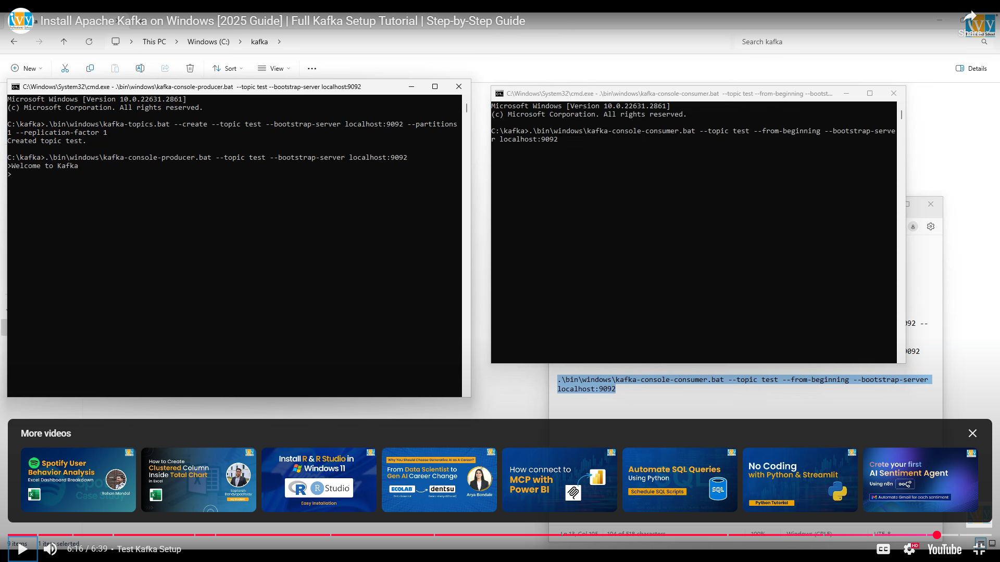 Install Apache Kafka on Windows [2025 Guide] | Full Kafka Setup Tutorial | Step-by-Step Guide
Share
This PC
Windows (C:)
kafka
Search kafka
New
Sort
View
Details
C:\Windows\System32\cmd.exe - .\bin\windows\kafka-console-producer.bat --topic test --bootstrap-server localhost:9092
Microsoft Windows [Version 10.0.22631.2861]
(c) Microsoft Corporation. All rights reserved.
C:\kafka>.\bin\windows\kafka-topics.bat --create --topic test --bootstrap-server localhost:9092 --partitions
1 --replication-factor 1
Created topic test.
C:\kafka>.\bin\windows\kafka-console-producer.bat --topic test --bootstrap-server localhost:9092
>Welcome to Kafka
>
C:\Windows\System32\cmd.exe - .\bin\windows\kafka-console-consumer.bat --topic test --from-beginning --bootst...
Microsoft Windows [Version 10.0.22631.2861]
(c) Microsoft Corporation. All rights reserved.
C:\kafka>.\bin\windows\kafka-console-consumer.bat --topic test --from-beginning --bootstrap-serve
r localhost:9092
092 --
9092
.\bin\windows\kafka-console-consumer.bat --topic test --from-beginning --bootstrap-server
localhost:9092
More videos
Spotify User
Behavior Analysis
Excel Dashboard Breakdown
Rohan Mondal
Case Study
How to Create
Clustered Column
Inside Total Chart
in Excel
Saptarshi
Bandyopadhyay
Ivy Student
Install R & R Studio in
Windows 11
R Studio
Easy Installation
Why You Should Choose Generative AI as A Career?
From Data Scientist to
Gen AI Career Change
ECOLAB
dentsu
Data Scientist
Senior Analyst(GenAI)
Arya Bondale
How connect to
MCP with
Power BI
Automate SQL Queries
Using Python
Schedule SQL Scripts
SQL
No Coding
with Python & Streamlit
Python Tutorial
Crete your first
AI Sentiment Agent
Using n8n
Automate Gmail for each sentiment
Ln 13, Col 105
104 of 518 characters
100%
Windows (CRLF)
UTF-8
9 items
1 item selected
6:16 / 6:39 • Test Kafka Setup
CC
HD
YouTube